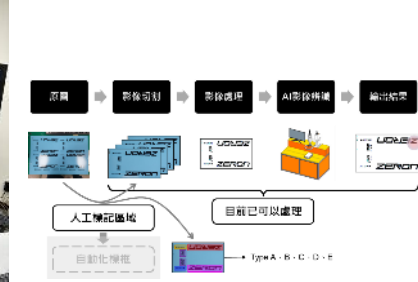 原圖
影像切割
影像處理
AI影像辨識
輸出結果
人工標記區域
目前已可以處理
自動化標框
Type A、B、C、D、E